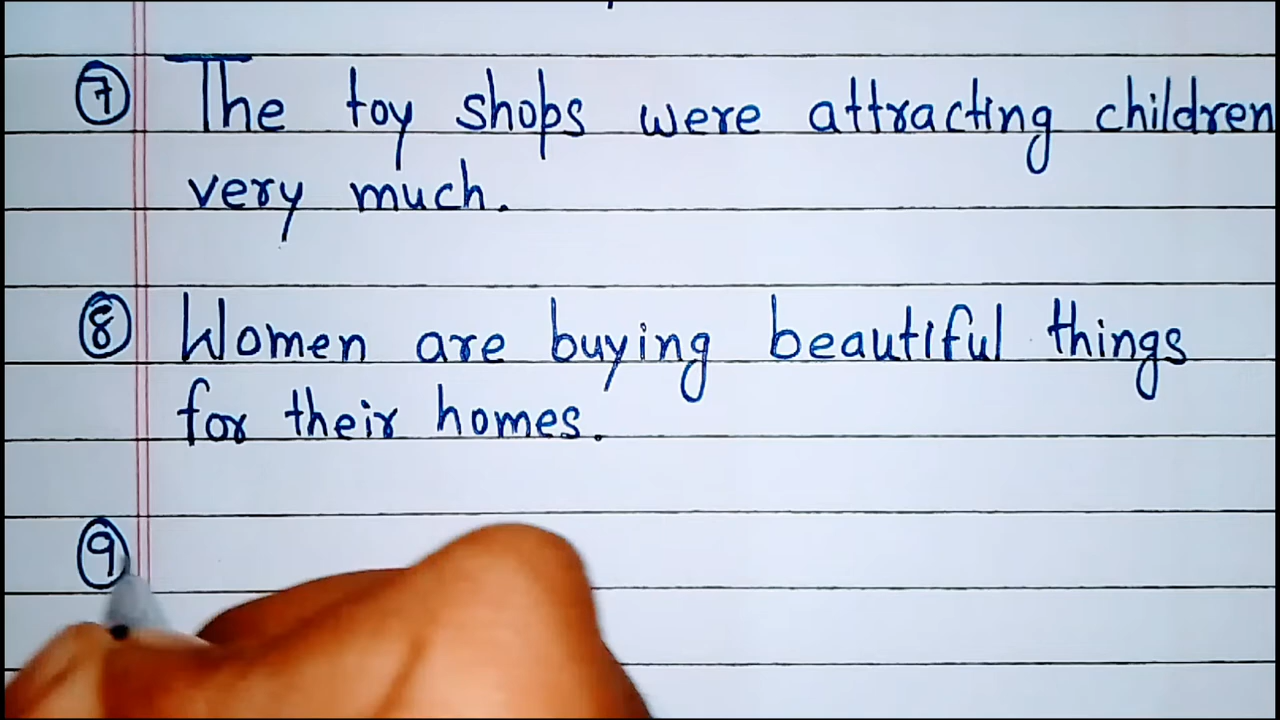 7 The toy shops were attracting children
very much.
8 Women are buying beautiful things
for their homes.
9